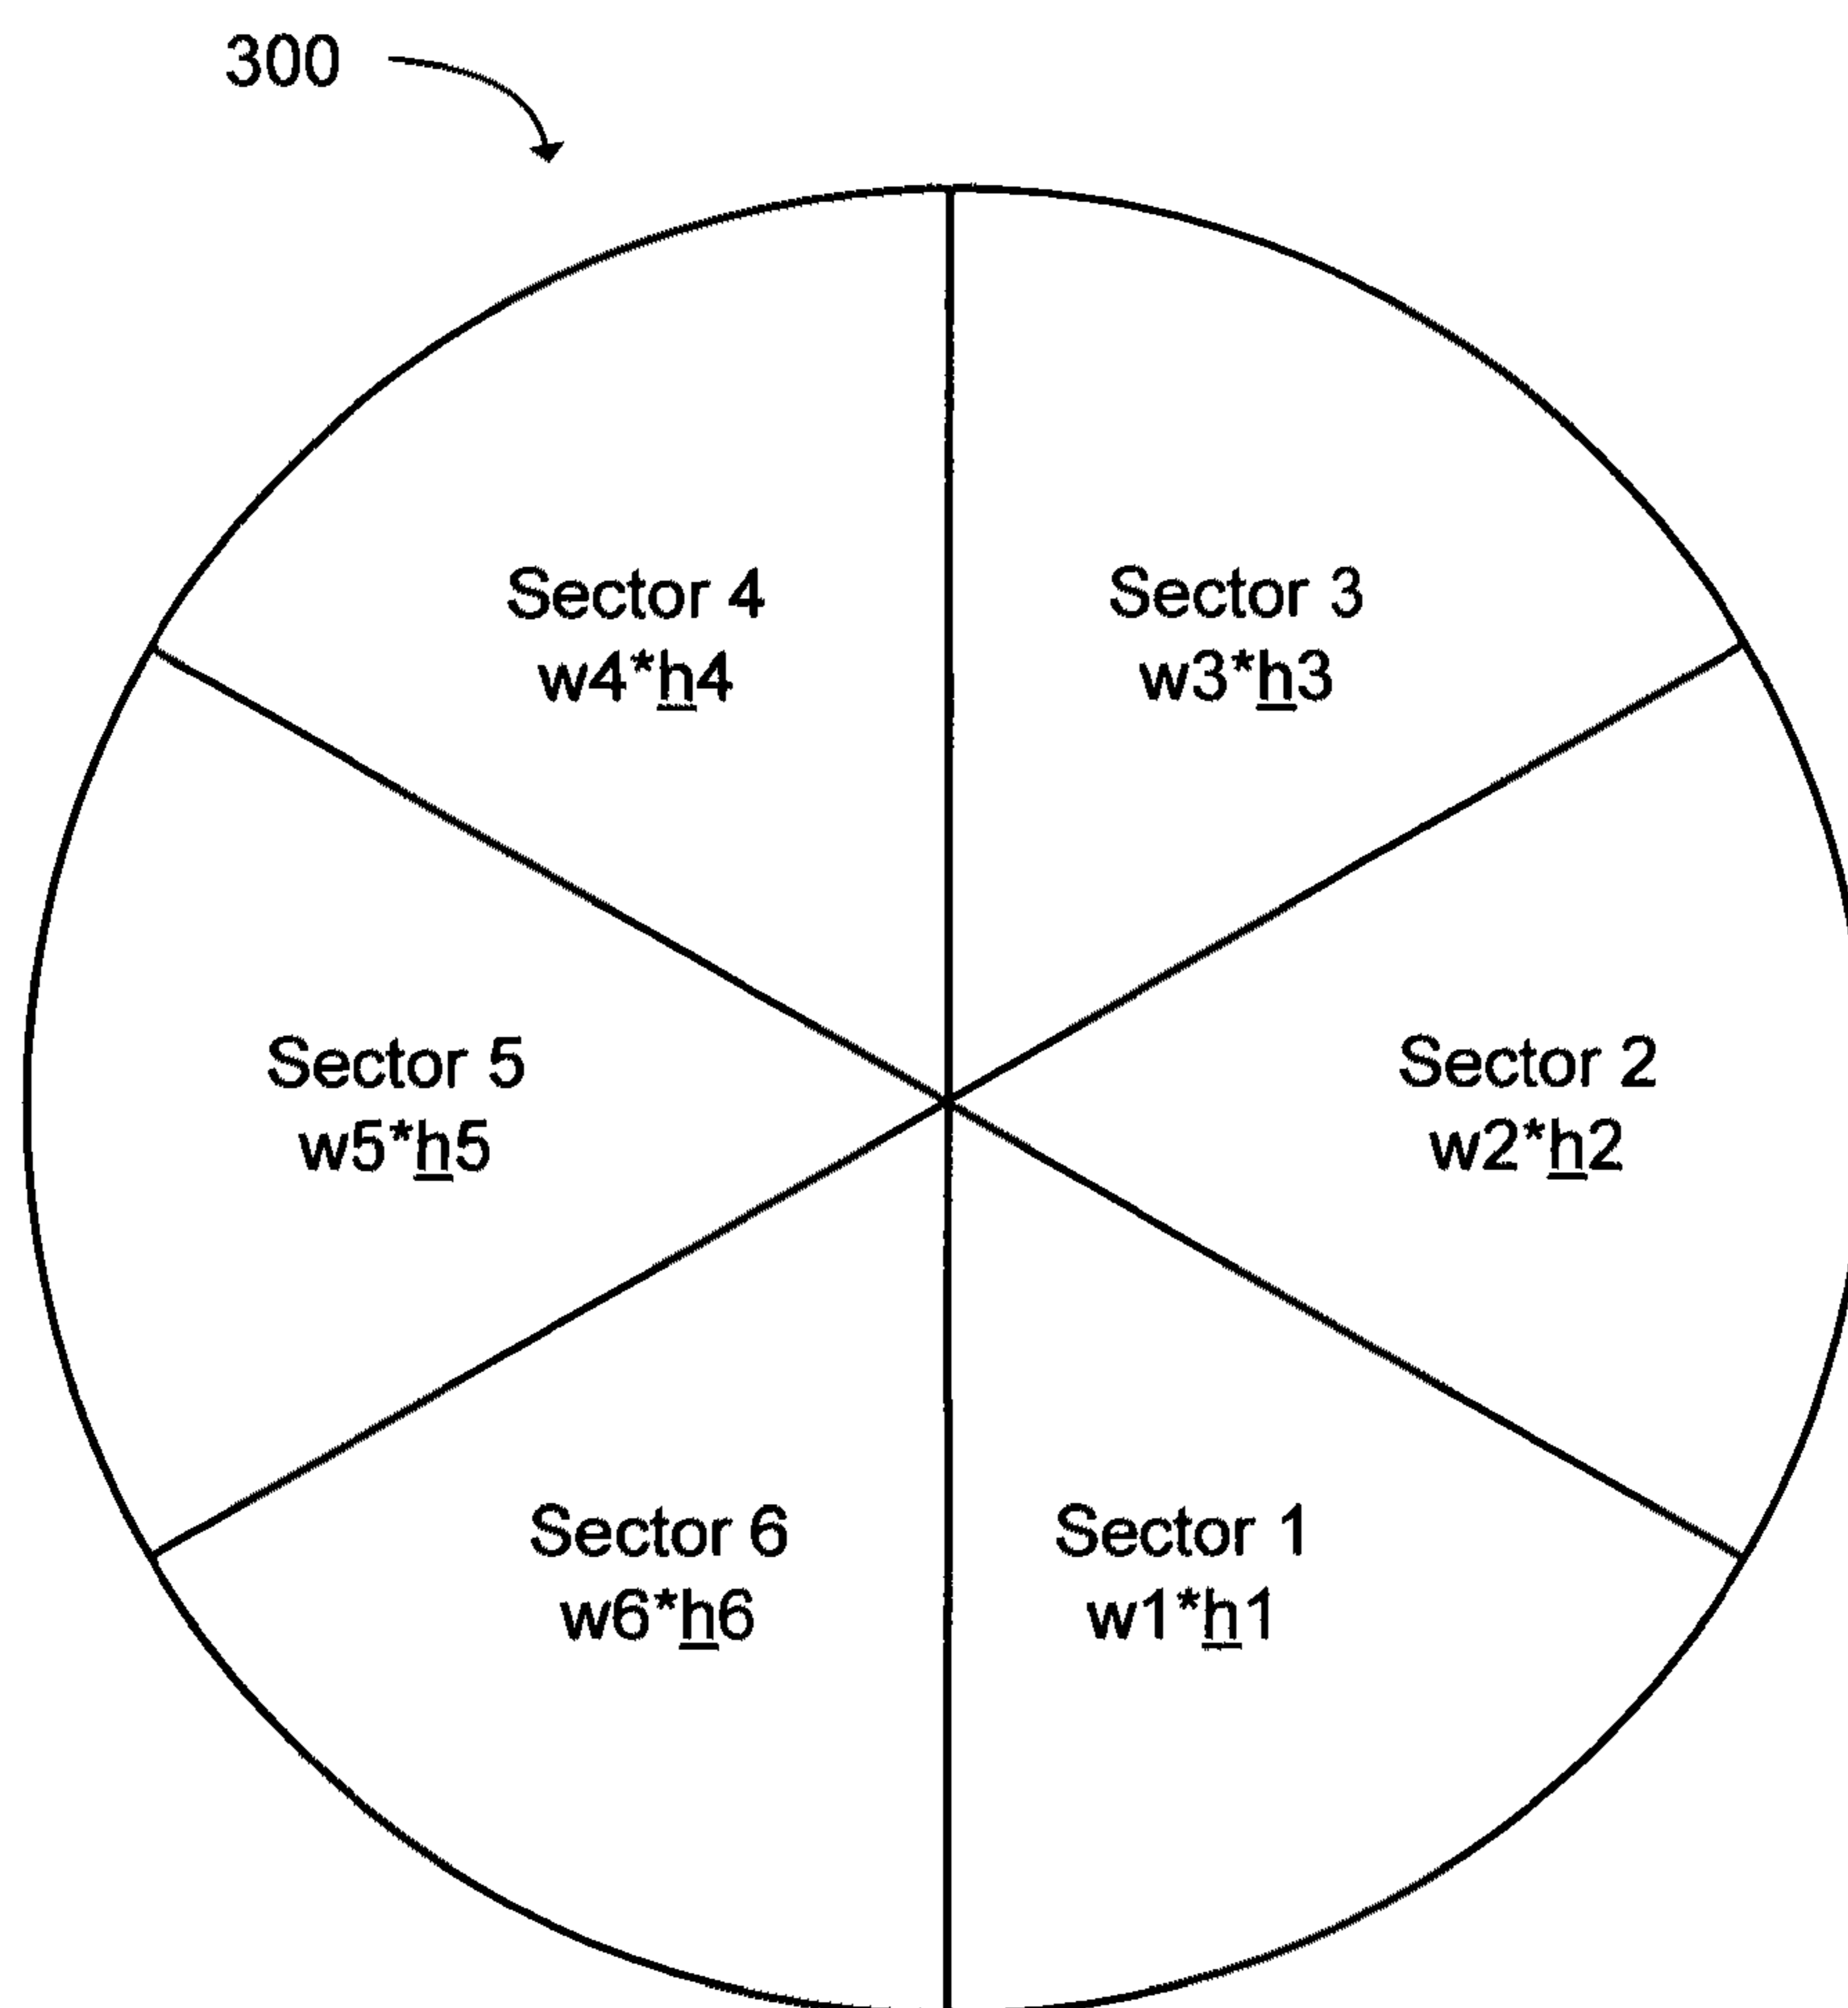 300
Sector 4
w4*h4
Sector 3
w3*h3
Sector 5
w5*h5
Sector 2
w2*h2
Sector 6
w6*h6
Sector 1
w1*h1